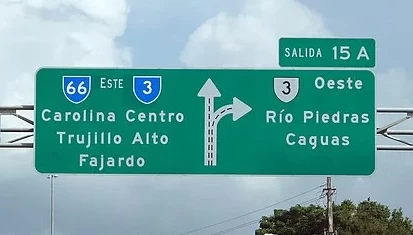 SALIDA 15 A
66 ESTE 3
Carolina Centro
Trujillo Alto
Fajardo
3 Oeste
Río Piedras
Caguas